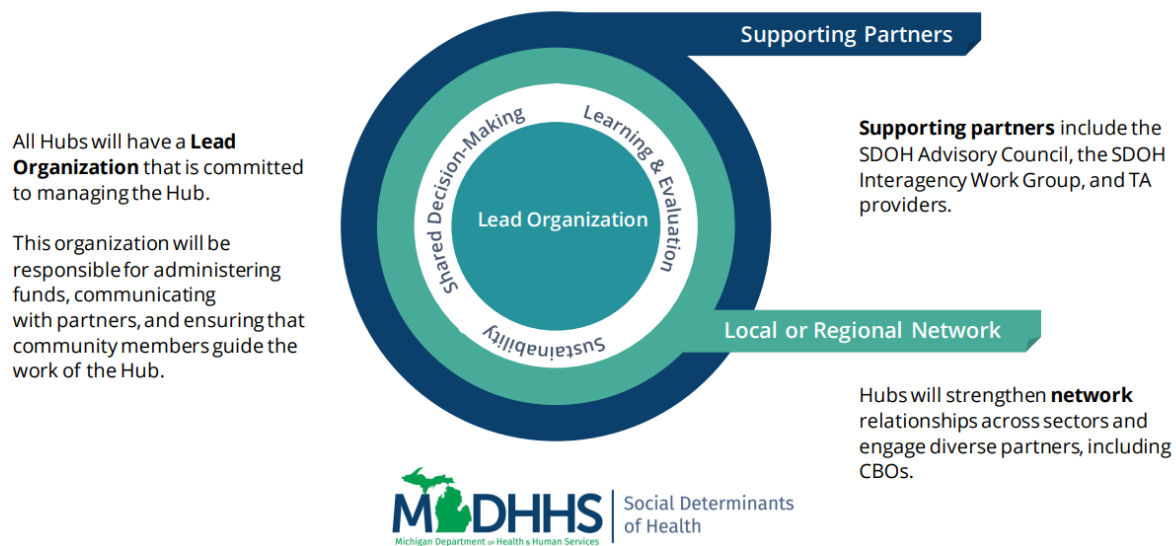 Supporting Partners
All Hubs will have a Lead
Organization that is committed
to managing the Hub.
This organization will be
responsible for administering
funds, communicating
with partners, and ensuring that
community members guide the
work of the Hub.
Shared Decision-Making
Learning & Evaluation
Sustainability
Lead Organization
Supporting partners include the
SDOH Advisory Council, the SDOH
Interagency Work Group, and TA
providers.
Local or Regional Network
Hubs will strengthen network
relationships across sectors and
engage diverse partners, including
CBOs.
MDHHS
Michigan Department of Health & Human Services
Social Determinants
of Health